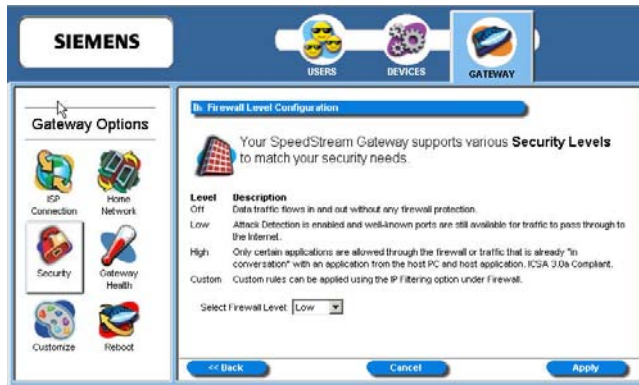 SIEMENS
USERS
DEVICES
GATEWAY
Gateway Options
ISP
Connection
Home
Network
Security
Gateway
Health
Customize
Reboot
Firewall Level Configuration
Your SpeedStream Gateway supports various Security Levels
to match your security needs.
Level Description
Off Data traffic flows in and out without any firewall protection.
Low Attack Detection is enabled and well-known ports are still available for traffic to pass through to
the Internet.
High Only certain applications are allowed through the firewall or traffic that is already "in
conversation" with an application from the host PC and host application. ICSA 3.0a Compliant.
Custom Custom rules can be applied using the IP Filtering option under Firewall.
Select Firewall Level: Low
<< Back
Cancel
Apply